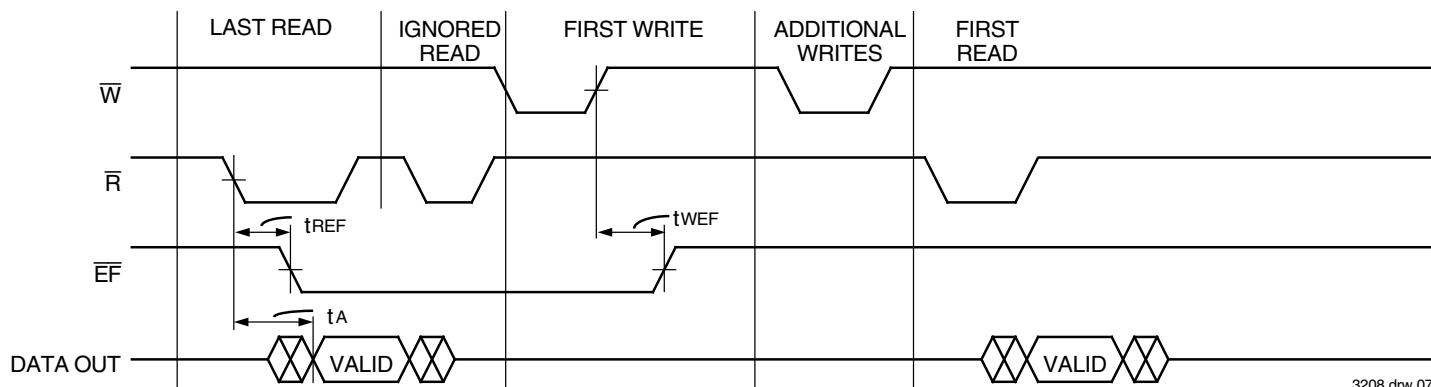 LAST READ
IGNORED READ
FIRST WRITE
ADDITIONAL WRITES
FIRST READ
W̅
R̅
tREF
tWEF
E̅F̅
tA
DATA OUT
VALID
VALID
3208 drw 07